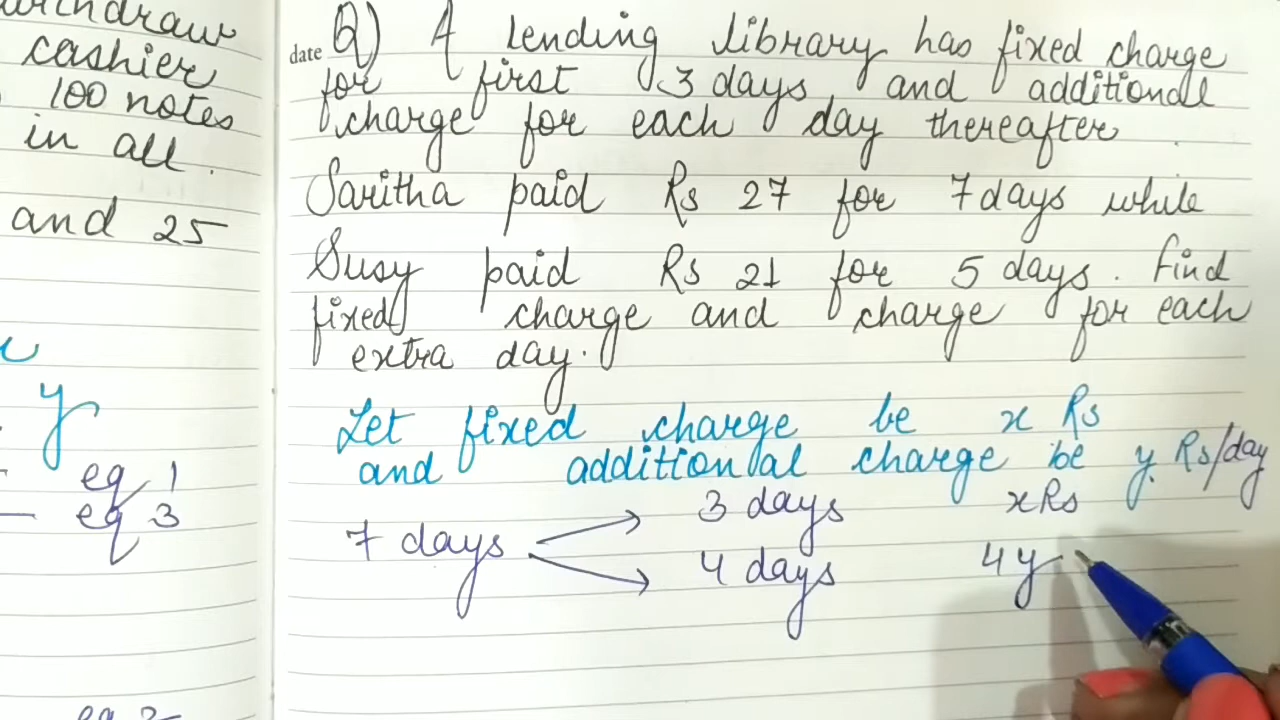 withdraw
cashier
100 notes
in all.
and 25
y
eq 1
eq 3
date Q) A lending library has fixed charge
for first 3 days and additional
charge for each day thereafter
Saritha paid Rs 27 for 7 days while
Susy paid Rs 21 for 5 days. Find
fixed charge and charge for each
extra day.
Let fixed charge be x Rs
and additional charge be y Rs/day
3 days x Rs
7 days
4 days 4y